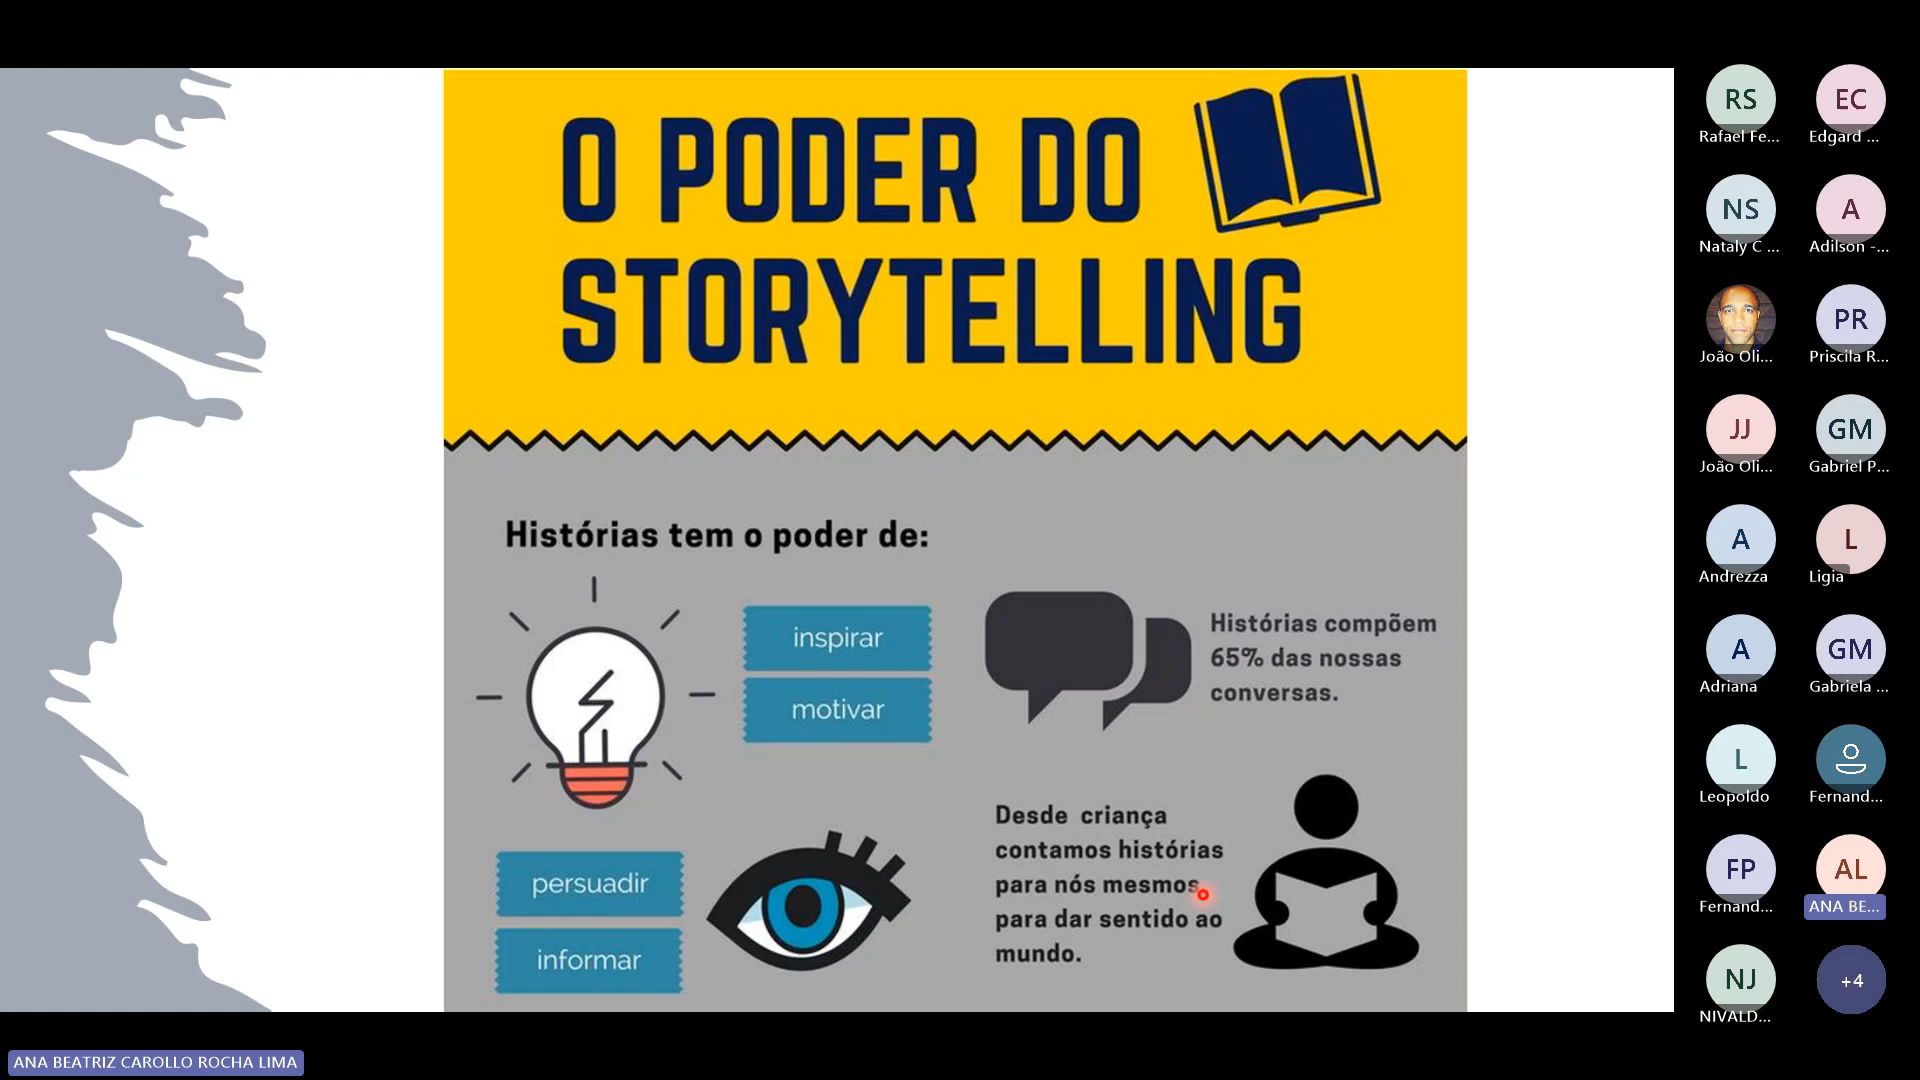 O PODER DO
STORYTELLING
Histórias tem o poder de:
inspirar
motivar
Histórias compõem
65% das nossas
conversas.
persuadir
informar
Desde criança
contamos histórias
para nós mesmos
para dar sentido ao
mundo.
RS
Rafael Fe...
EC
Edgard ...
NS
Nataly C ...
A
Adilson -...
João Oli...
PR
Priscila R...
JJ
João Oli...
GM
Gabriel P...
A
Andrezza
L
Ligia
A
Adriana
GM
Gabriela ...
L
Leopoldo
Fernand...
FP
Fernand...
AL
ANA BE...
NJ
NIVALD...
+4
ANA BEATRIZ CAROLLO ROCHA LIMA